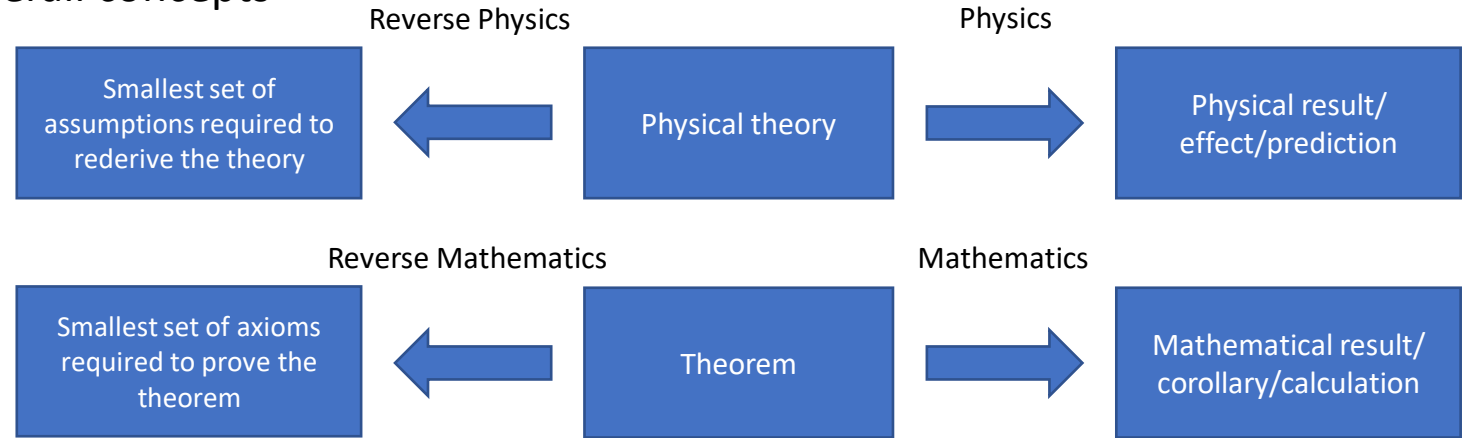 concepts
Reverse Physics
Physics
Smallest set of
assumptions required to
rederive the theory
Physical theory
Physical result/
effect/prediction
Reverse Mathematics
Mathematics
Smallest set of axioms
required to prove the
theorem
Theorem
Mathematical result/
corollary/calculation